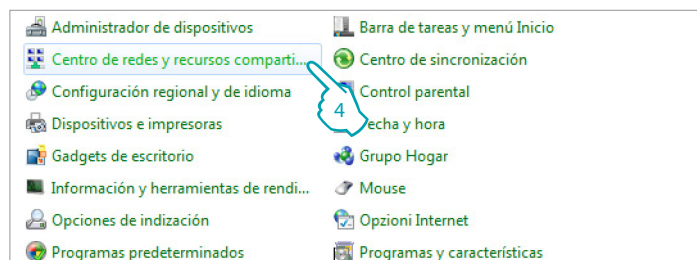 Administrador de dispositivos
Barra de tareas y menú Inicio
Centro de redes y recursos comparti...
Centro de sincronización
Configuración regional y de idioma
4
Control parental
Dispositivos e impresoras
echa y hora
Gadgets de escritorio
Grupo Hogar
Información y herramientas de rendi...
Mouse
Opciones de indización
Opzioni Internet
Programas predeterminados
Programas y características